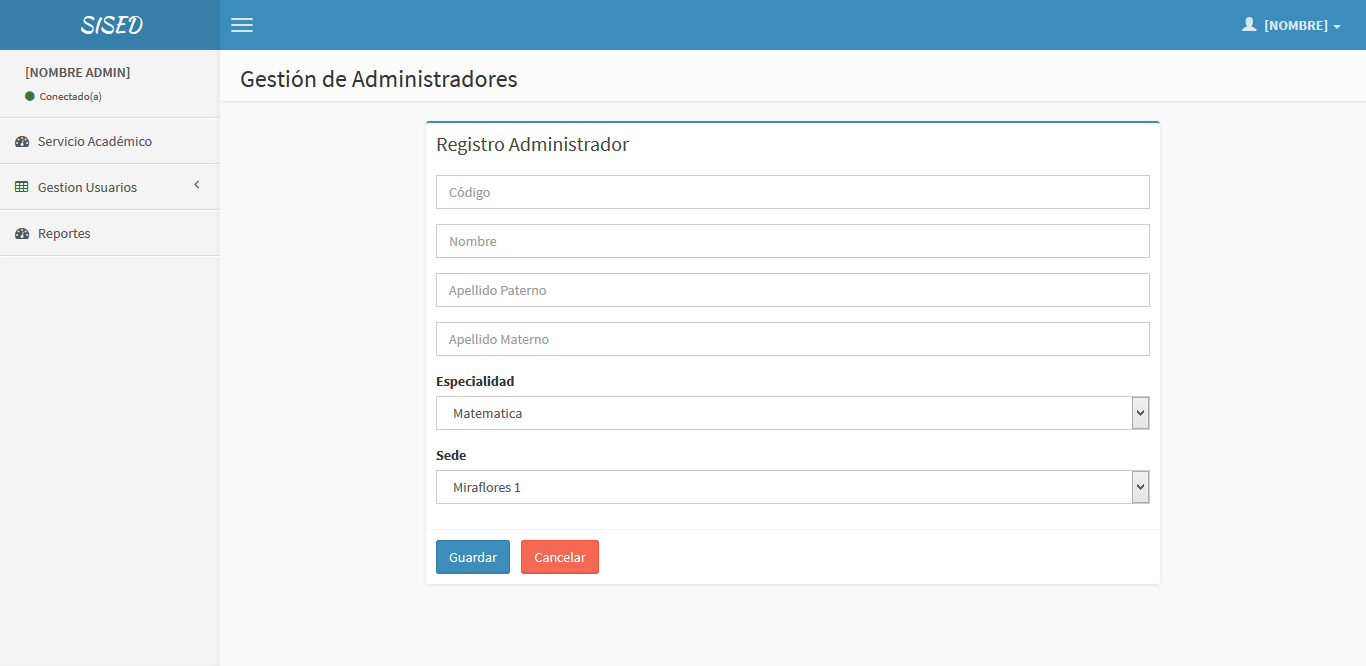 SISED
[NOMBRE]
[NOMBRE ADMIN]
Conectado(a)
Servicio Académico
Gestion Usuarios
Reportes
Gestión de Administradores
Registro Administrador
Código
Nombre
Apellido Paterno
Apellido Materno
Especialidad
Matematica
Sede
Miraflores 1
Guardar
Cancelar